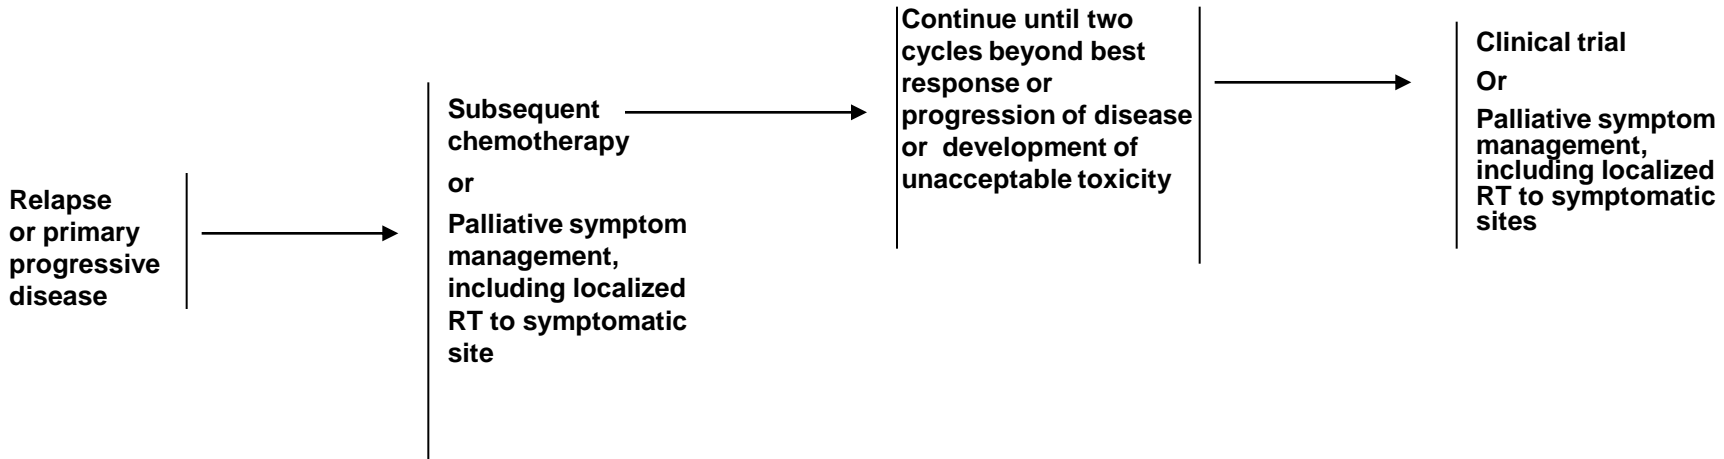 Relapse
or primary
progressive
disease
Subsequent
chemotherapy
or
Palliative symptom
management,
including localized
RT to symptomatic
site
Continue until two
cycles beyond best
response or
progression of disease
or development of
unacceptable toxicity
Clinical trial
Or
Palliative symptom
management,
including localized
RT to symptomatic
sites